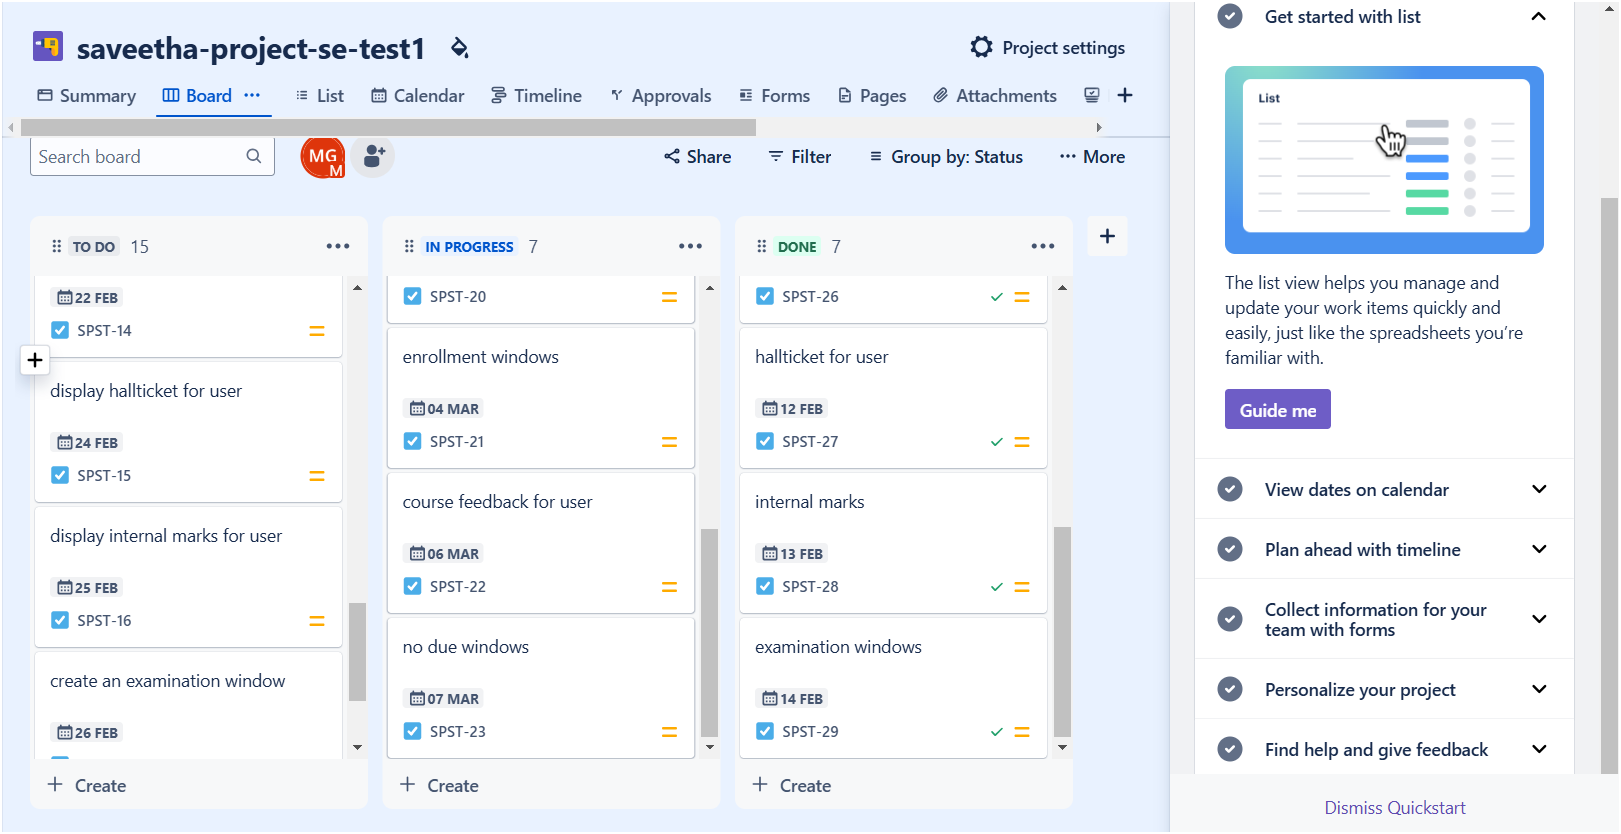 saveetha-project-se-test1
Project settings
Summary
Board
List
Calendar
Timeline
Approvals
Forms
Pages
Attachments
Search board
MG
M
Share
Filter
Group by: Status
More
TO DO 15
22 FEB
SPST-14
display hallticket for user
24 FEB
SPST-15
display internal marks for user
25 FEB
SPST-16
create an examination window
26 FEB
Create
IN PROGRESS 7
SPST-20
enrollment windows
04 MAR
SPST-21
course feedback for user
06 MAR
SPST-22
no due windows
07 MAR
SPST-23
Create
DONE 7
SPST-26
hallticket for user
12 FEB
SPST-27
internal marks
13 FEB
SPST-28
examination windows
14 FEB
SPST-29
Create
Get started with list
List
The list view helps you manage and
update your work items quickly and
easily, just like the spreadsheets you’re
familiar with.
Guide me
View dates on calendar
Plan ahead with timeline
Collect information for your
team with forms
Personalize your project
Find help and give feedback
Dismiss Quickstart